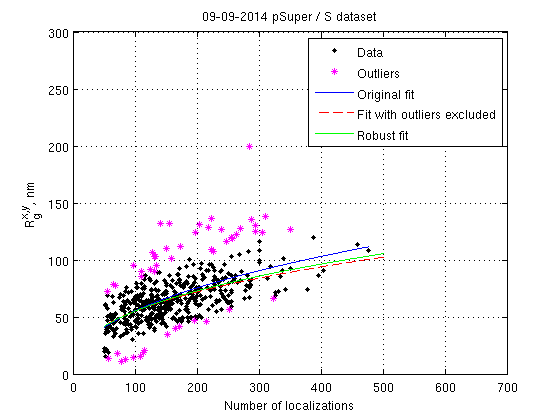 09-09-2014 pSuper / S dataset
300
250
200
150
100
50
0
R_g^{x,y}, nm
Data
Outliers
Original fit
Fit with outliers excluded
Robust fit
0 100 200 300 400 500 600 700
Number of localizations